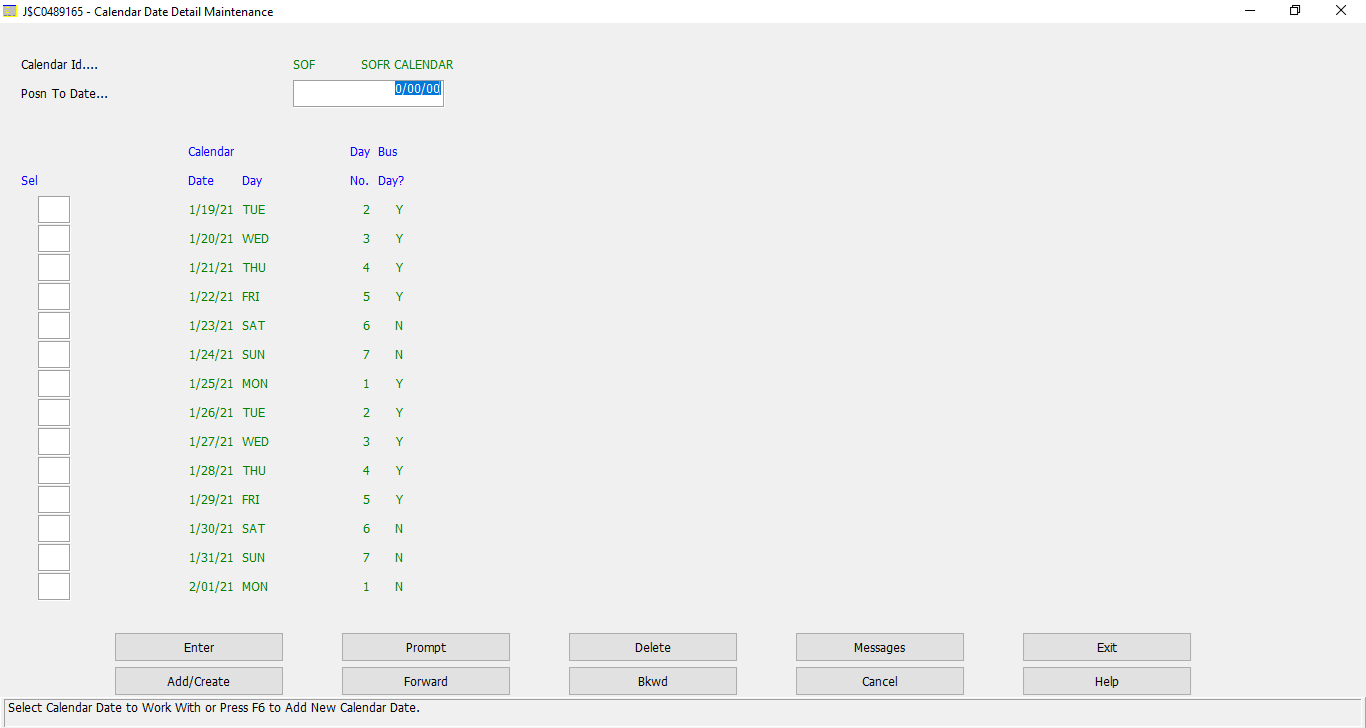 J$C0489165 - Calendar Date Detail Maintenance
Calendar Id.... SOF SOFR CALENDAR
Posn To Date... 0/00/00
Calendar Day Bus
Sel Date Day No. Day?
1/19/21 TUE 2 Y
1/20/21 WED 3 Y
1/21/21 THU 4 Y
1/22/21 FRI 5 Y
1/23/21 SAT 6 N
1/24/21 SUN 7 N
1/25/21 MON 1 Y
1/26/21 TUE 2 Y
1/27/21 WED 3 Y
1/28/21 THU 4 Y
1/29/21 FRI 5 Y
1/30/21 SAT 6 N
1/31/21 SUN 7 N
2/01/21 MON 1 N
Enter Prompt Delete Messages Exit
Add/Create Forward Bkwd Cancel Help
Select Calendar Date to Work With or Press F6 to Add New Calendar Date.